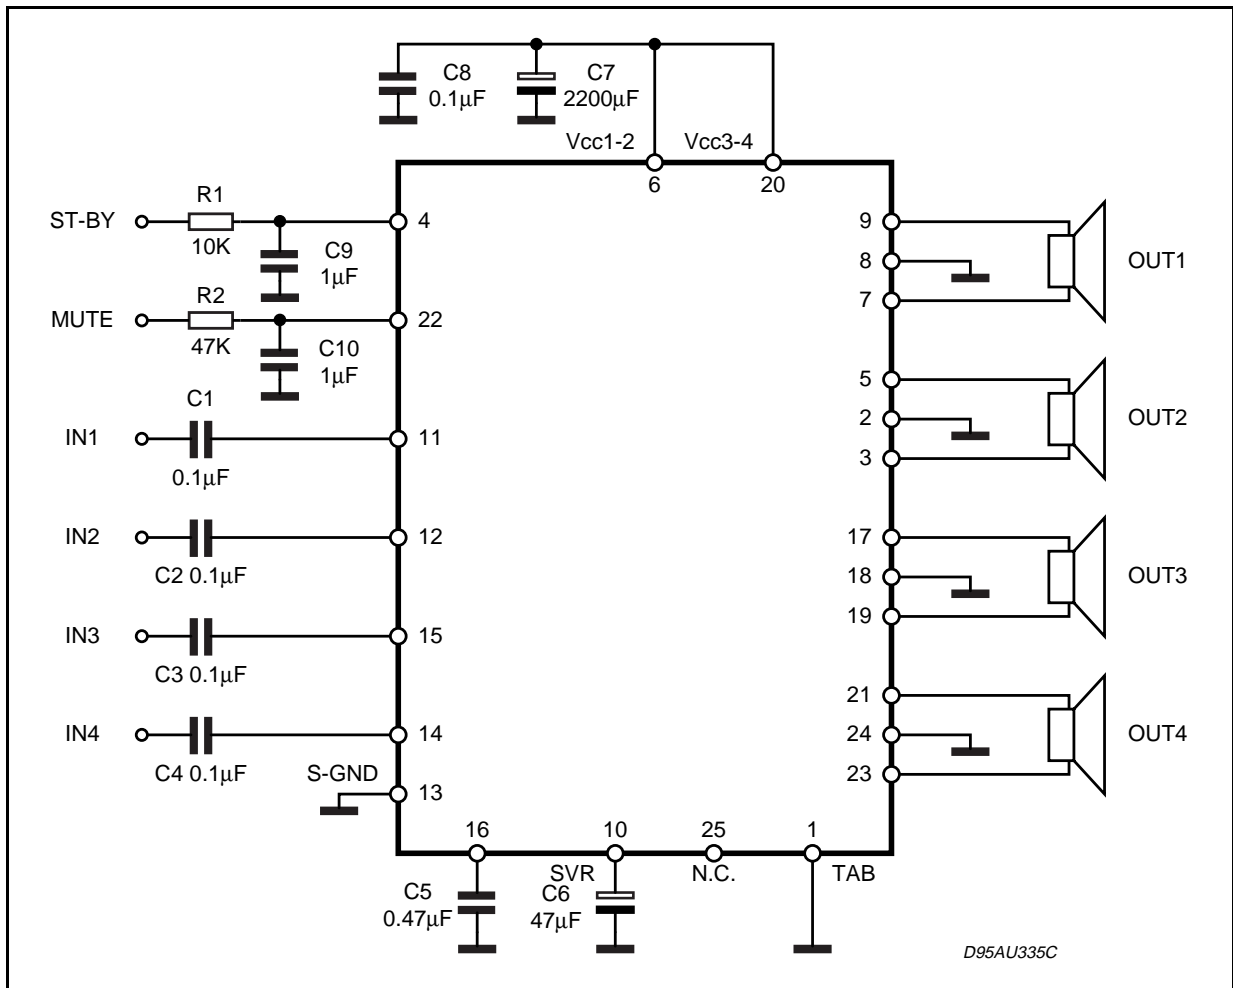 C8
0.1µF
C7
2200µF
Vcc1-2
Vcc3-4
6
20
ST-BY
R1
10K
4
C9
1µF
MUTE
R2
47K
22
C10
1µF
IN1
C1
0.1µF
11
IN2
C2 0.1µF
12
IN3
C3 0.1µF
15
IN4
C4 0.1µF
14
S-GND
13
9
8
7
OUT1
5
2
3
OUT2
17
18
19
OUT3
21
24
23
OUT4
16
10
25
1
SVR
N.C.
TAB
C5
0.47µF
C6
47µF
D95AU335C